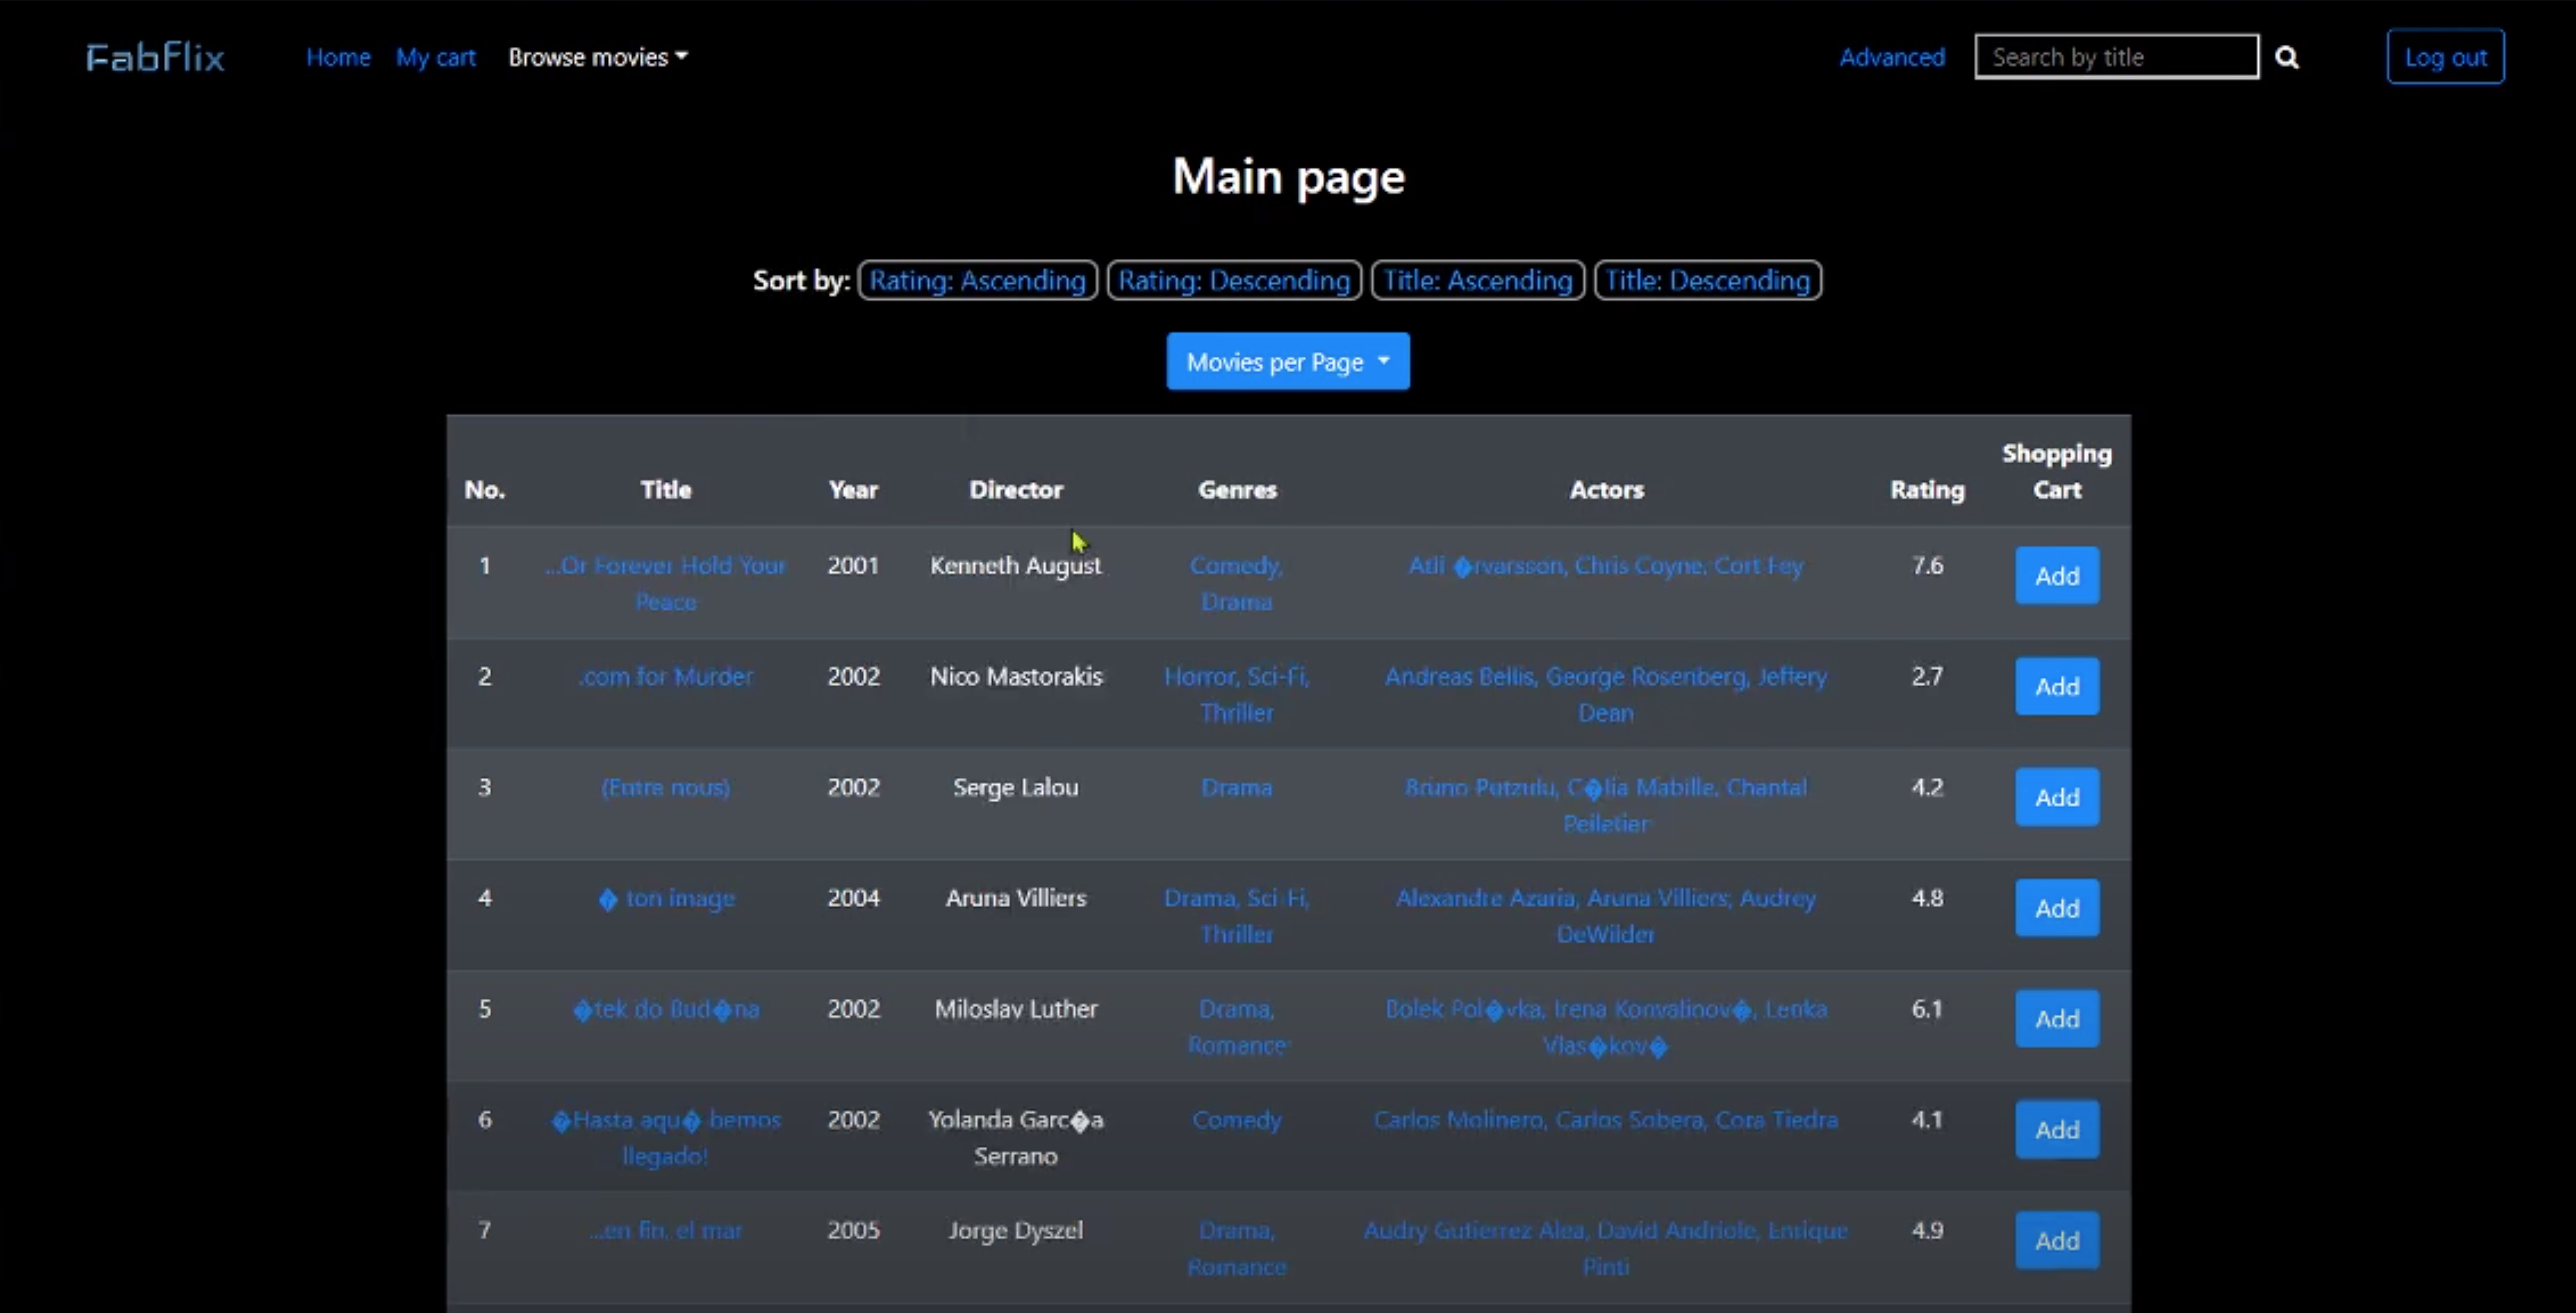 FabFlix Home My cart Browse movies Advanced Search by title Log out
Main page
Sort by: Rating: Ascending Rating: Descending Title: Ascending Title: Descending
Movies per Page
No. Title Year Director Genres Actors Rating Shopping Cart
1 ...Or Forever Hold Your Peace 2001 Kenneth August Comedy, Drama Atli �rvarsson, Chris Coyne, Cort Fey 7.6 Add
2 .com for Murder 2002 Nico Mastorakis Horror, Sci-Fi, Thriller Andreas Bellis, George Rosenberg, Jeffery Dean 2.7 Add
3 (Entre nous) 2002 Serge Lalou Drama Bruno Putzulu, C�lia Mabille, Chantal Pelletier 4.2 Add
4 � ton image 2004 Aruna Villiers Drama, Sci-Fi, Thriller Alexandre Azaria, Aruna Villiers, Audrey DeWilder 4.8 Add
5 �tek do Bud�na 2002 Miloslav Luther Drama, Romance Bolek Pol�vka, Irena Konvalinov�, Lenka Vlas�kov� 6.1 Add
6 �Hasta aqu� hemos llegado! 2002 Yolanda Garc�a Serrano Comedy Carlos Molinero, Carlos Sobera, Cora Tiedra 4.1 Add
7 ...en fin, el mar 2005 Jorge Dyszel Drama, Romance Audry Gutierrez Alea, David Andriole, Enrique Pinti 4.9 Add